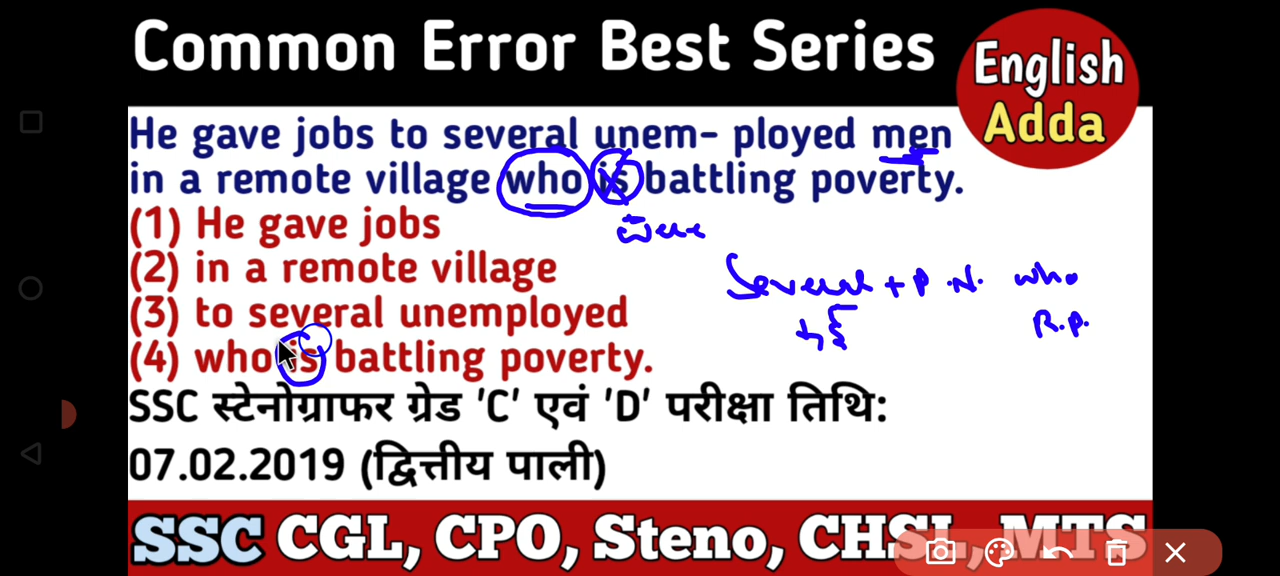 Common Error Best Series
English
Adda
He gave jobs to several unem- ployed men
in a remote village who is battling poverty.
were
(1) He gave jobs
(2) in a remote village
Several + P.N. who
R.P.
(3) to several unemployed
(4) who is battling poverty.
SSC स्टेनोग्राफर ग्रेड 'C' एवं 'D' परीक्षा तिथि:
07.02.2019 (द्वित्तीय पाली)
SSC CGL, CPO, Steno, CHSL, MTS